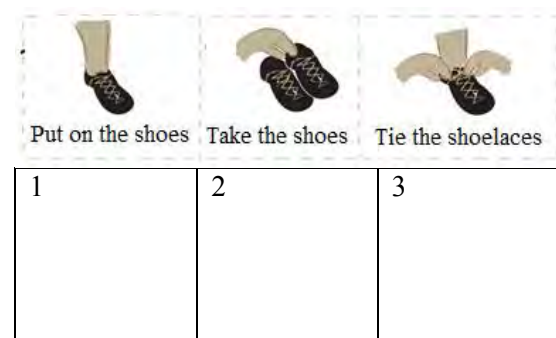 Put on the shoes
Take the shoes
Tie the shoelaces
1
2
3